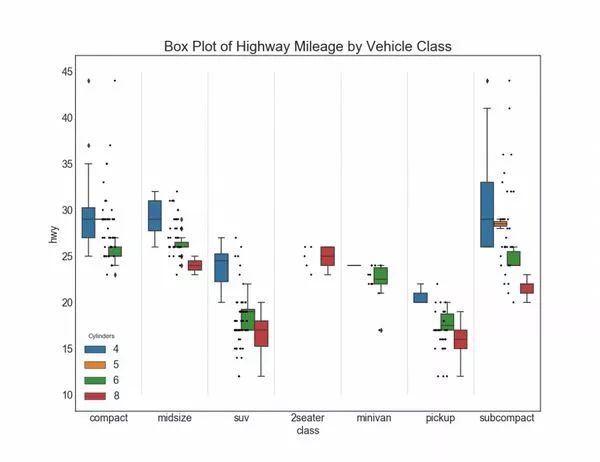 Box Plot of Highway Mileage by Vehicle Class
45
40
35
30
25
20
15
10
hwy
Cylinders
4
5
6
8
compact midsize suv 2seater minivan pickup subcompact
class